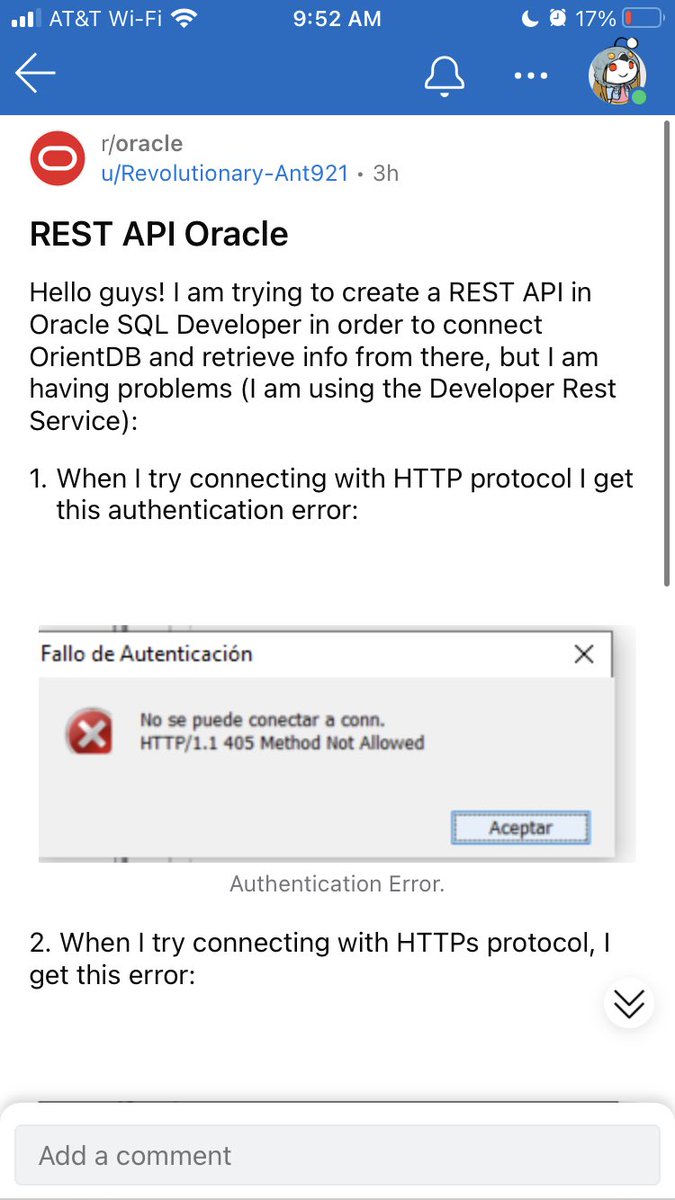 AT&T Wi-Fi 9:52 AM 17%
r/oracle
u/Revolutionary-Ant921 • 3h
REST API Oracle
Hello guys! I am trying to create a REST API in
Oracle SQL Developer in order to connect
OrientDB and retrieve info from there, but I am
having problems (I am using the Developer Rest
Service):
1. When I try connecting with HTTP protocol I get
this authentication error:
Fallo de Autenticación
No se puede conectar a conn.
HTTP/1.1 405 Method Not Allowed
Aceptar
Authentication Error.
2. When I try connecting with HTTPs protocol, I
get this error:
Add a comment